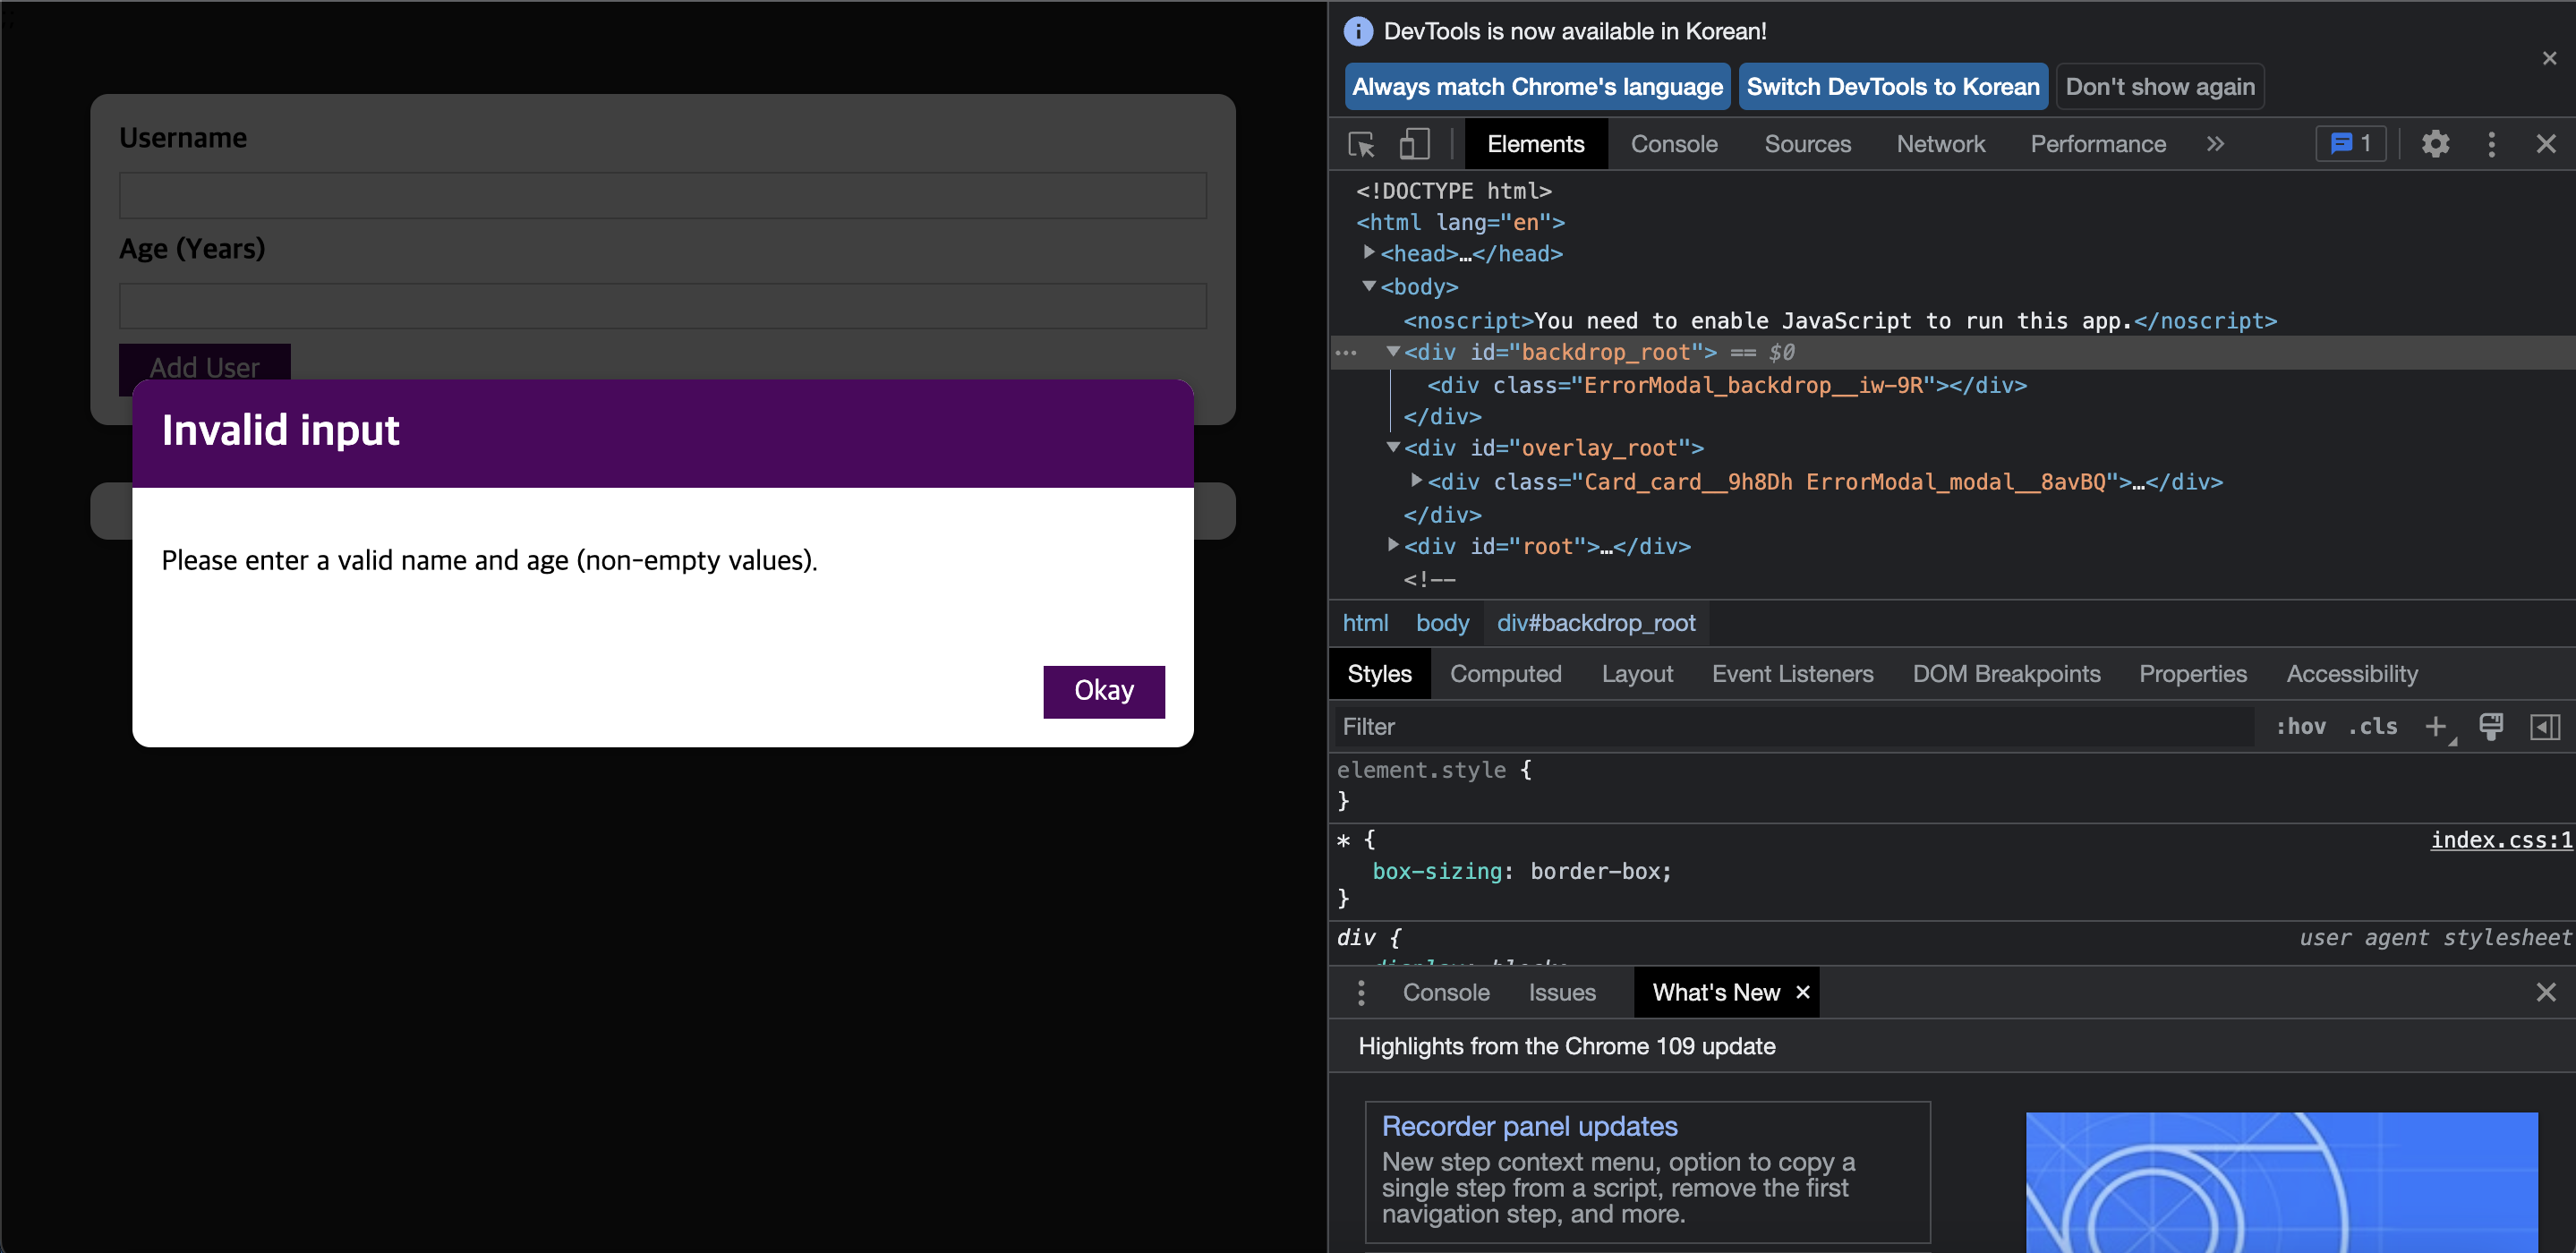 Username
Age (Years)
Add User
Invalid input
Please enter a valid name and age (non-empty values).
Okay
DevTools is now available in Korean!
Always match Chrome's language
Switch DevTools to Korean
Don't show again
Elements
Console
Sources
Network
Performance
1
<!DOCTYPE html>
<html lang="en">
<head>…</head>
<body>
<noscript>You need to enable JavaScript to run this app.</noscript>
<div id="backdrop_root"> == $0
<div class="ErrorModal_backdrop__iw-9R"></div>
</div>
<div id="overlay_root">
<div class="Card_card__9h8Dh ErrorModal_modal__8avBQ">…</div>
</div>
<div id="root">…</div>
<!--
html
body
div#backdrop_root
Styles
Computed
Layout
Event Listeners
DOM Breakpoints
Properties
Accessibility
Filter
:hov
.cls
element.style {
}
* {
index.css:1
box-sizing: border-box;
}
div {
user agent stylesheet
display: block;
Console
Issues
What's New
Highlights from the Chrome 109 update
Recorder panel updates
New step context menu, option to copy a
single step from a script, remove the first
navigation step, and more.